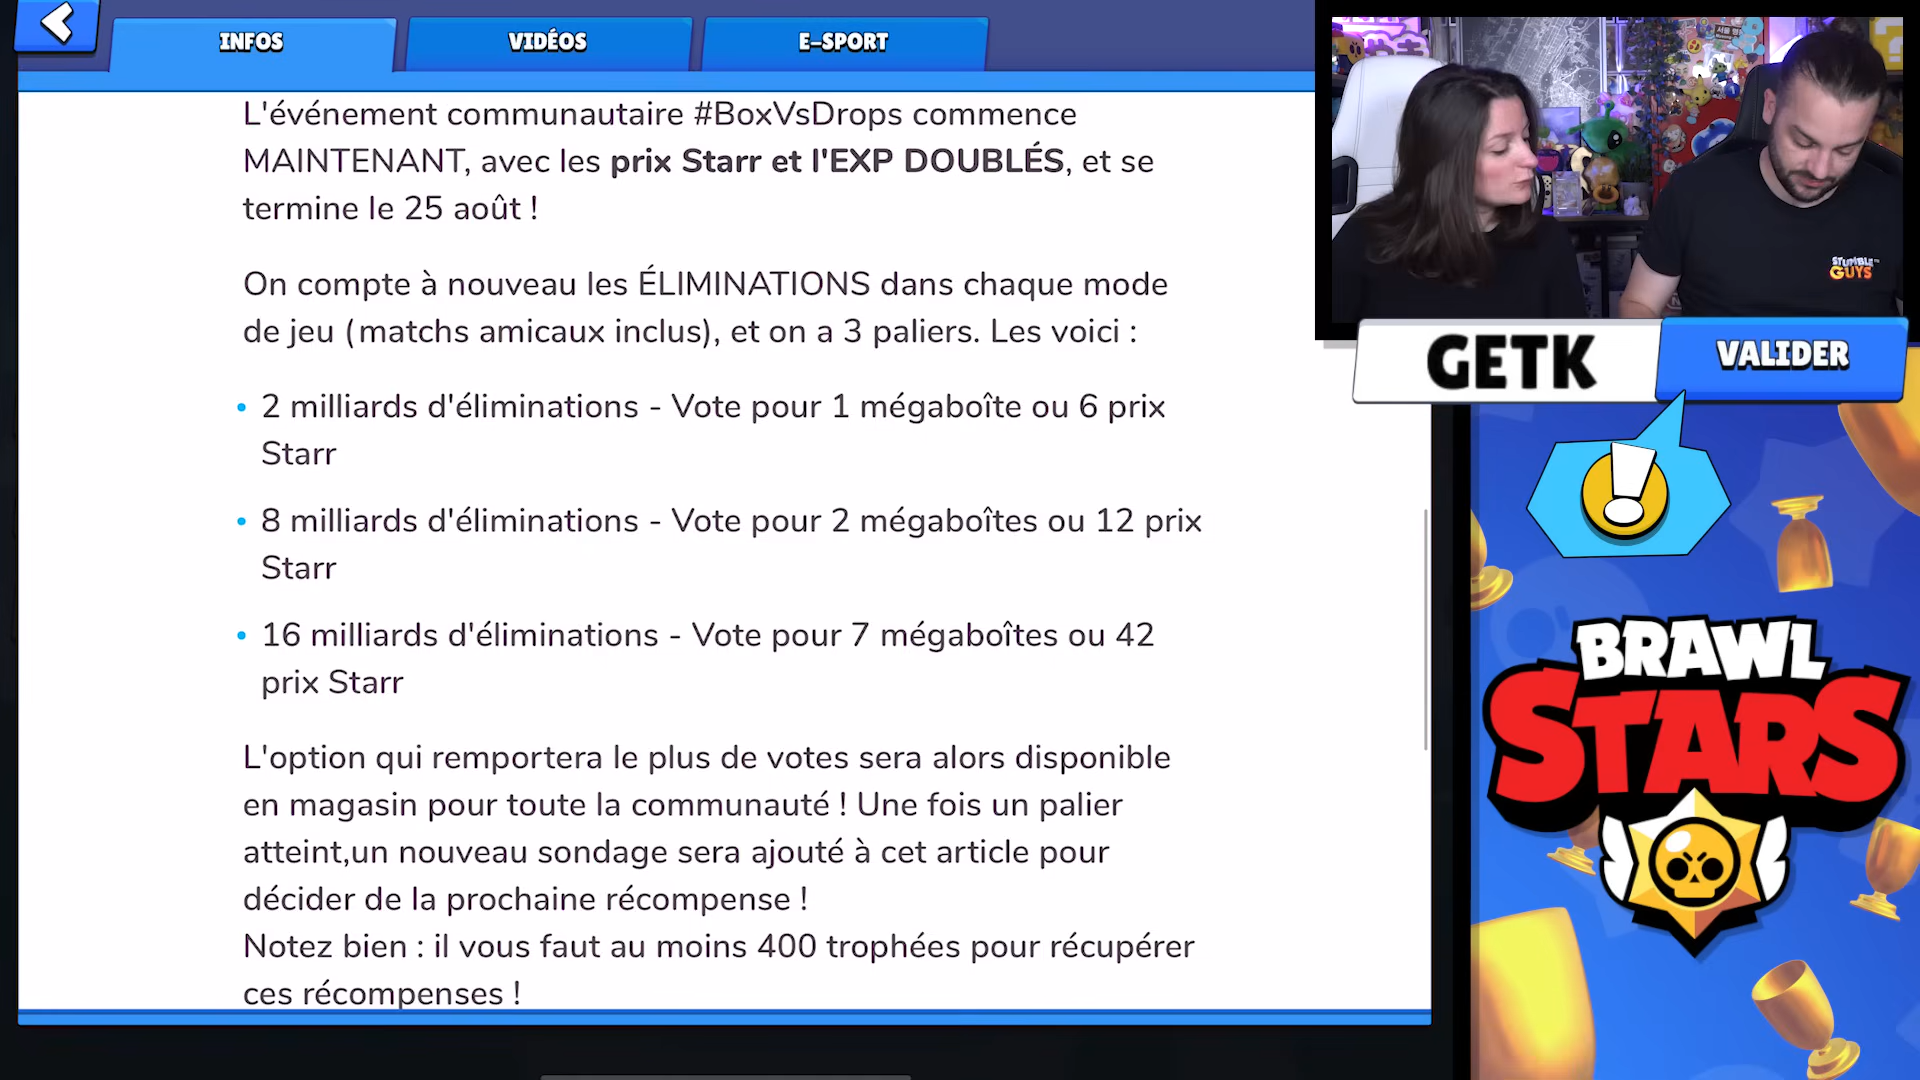 INFOS
VIDÉOS
E-SPORT
L'événement communautaire #BoxVsDrops commence
MAINTENANT, avec les prix Starr et l'EXP DOUBLÉS, et se
termine le 25 août !
On compte à nouveau les ÉLIMINATIONS dans chaque mode
de jeu (matchs amicaux inclus), et on a 3 paliers. Les voici :
• 2 milliards d'éliminations - Vote pour 1 mégaboîte ou 6 prix
Starr
• 8 milliards d'éliminations - Vote pour 2 mégaboîtes ou 12 prix
Starr
• 16 milliards d'éliminations - Vote pour 7 mégaboîtes ou 42
prix Starr
L'option qui remportera le plus de votes sera alors disponible
en magasin pour toute la communauté ! Une fois un palier
atteint,un nouveau sondage sera ajouté à cet article pour
décider de la prochaine récompense !
Notez bien : il vous faut au moins 400 trophées pour récupérer
ces récompenses !
STUMBLE
GUYS
GETK
VALIDER
!
BRAWL
STARS